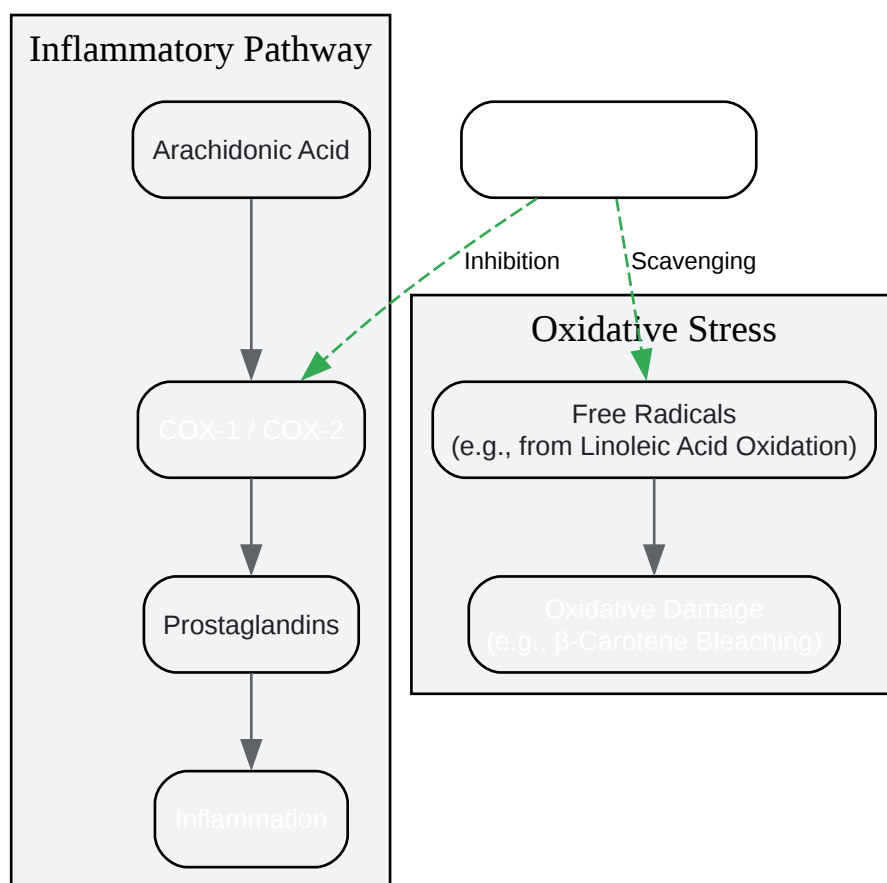 Inflammatory Pathway
Arachidonic Acid
Inhibition
Scavenging
Oxidative Stress
COX-1 / COX-2
Free Radicals
(e.g., from Linoleic Acid Oxidation)
Prostaglandins
Oxidative Damage
(e.g., β-Carotene Bleaching)
Inflammation